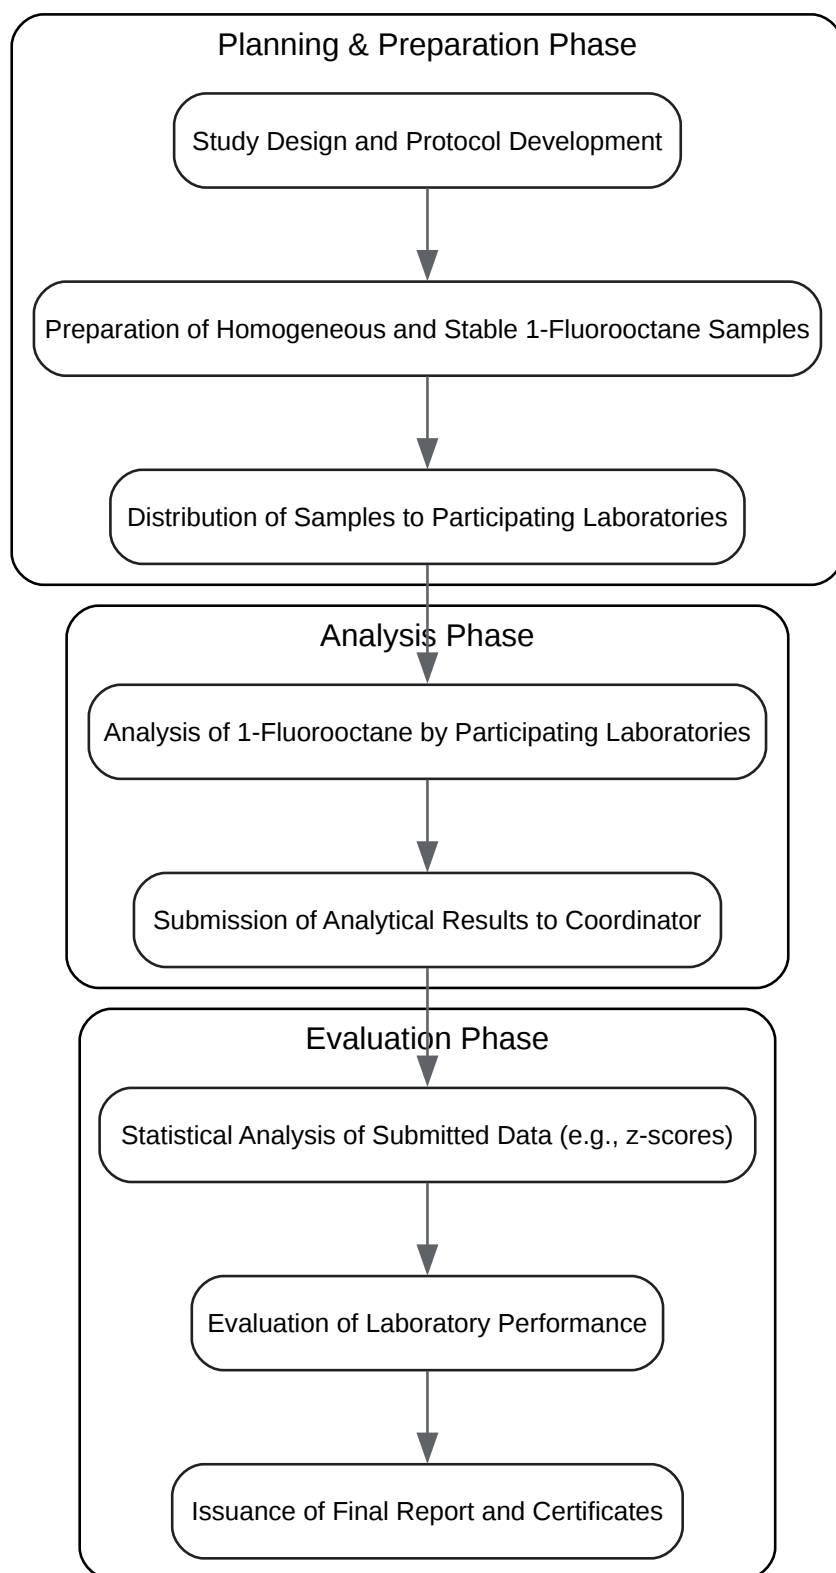 Planning & Preparation Phase
Study Design and Protocol Development
Preparation of Homogeneous and Stable 1-Fluorooctane Samples
Distribution of Samples to Participating Laboratories
Analysis Phase
Analysis of 1-Fluorooctane by Participating Laboratories
Submission of Analytical Results to Coordinator
Evaluation Phase
Statistical Analysis of Submitted Data (e.g., z-scores)
Evaluation of Laboratory Performance
Issuance of Final Report and Certificates